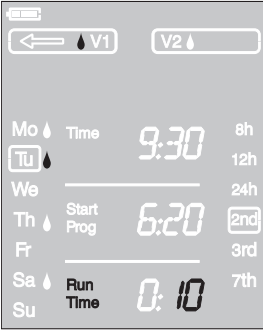 V1 V2
Mo Time 9:30 8h
Tu 12h
We 24h
Th Start Prog 6:20 2nd
Fr 3rd
Sa Run Time 0:10 7th
Su